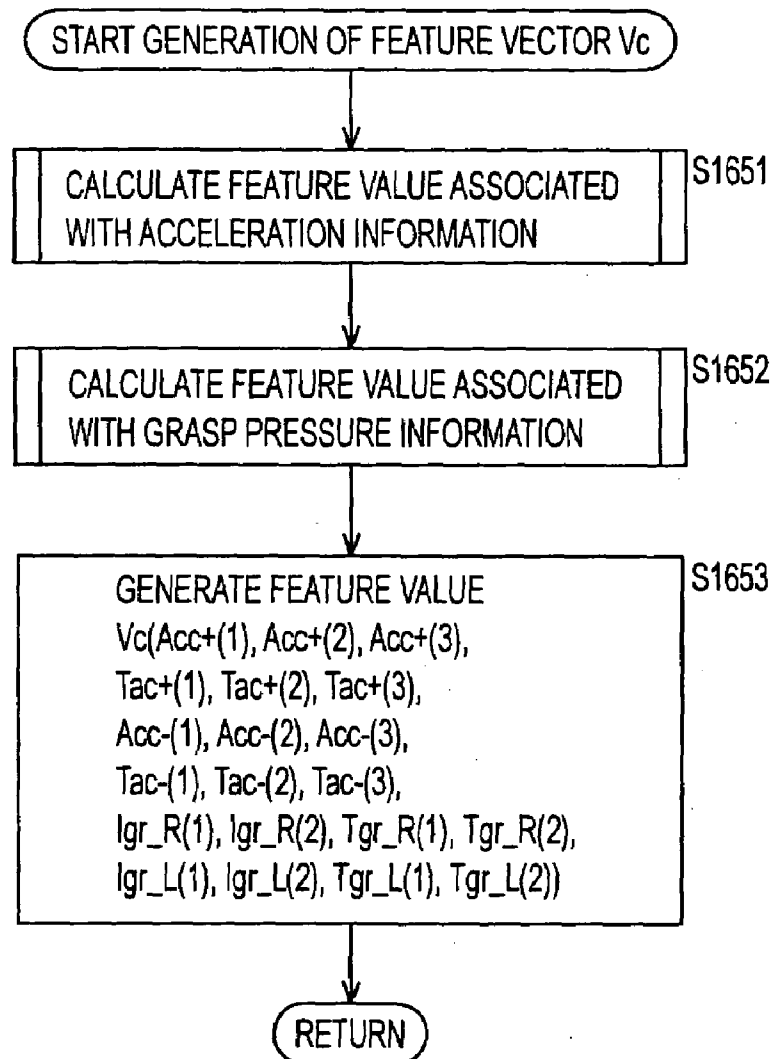 START GENERATION OF FEATURE VECTOR Vc
CALCULATE FEATURE VALUE ASSOCIATED
WITH ACCELERATION INFORMATION
S1651
CALCULATE FEATURE VALUE ASSOCIATED
WITH GRASP PRESSURE INFORMATION
S1652
GENERATE FEATURE VALUE
Vc(Acc+(1), Acc+(2), Acc+(3),
Tac+(1), Tac+(2), Tac+(3),
Acc-(1), Acc-(2), Acc-(3),
Tac-(1), Tac-(2), Tac-(3),
Igr_R(1), Igr_R(2), Tgr_R(1), Tgr_R(2),
Igr_L(1), Igr_L(2), Tgr_L(1), Tgr_L(2))
S1653
RETURN